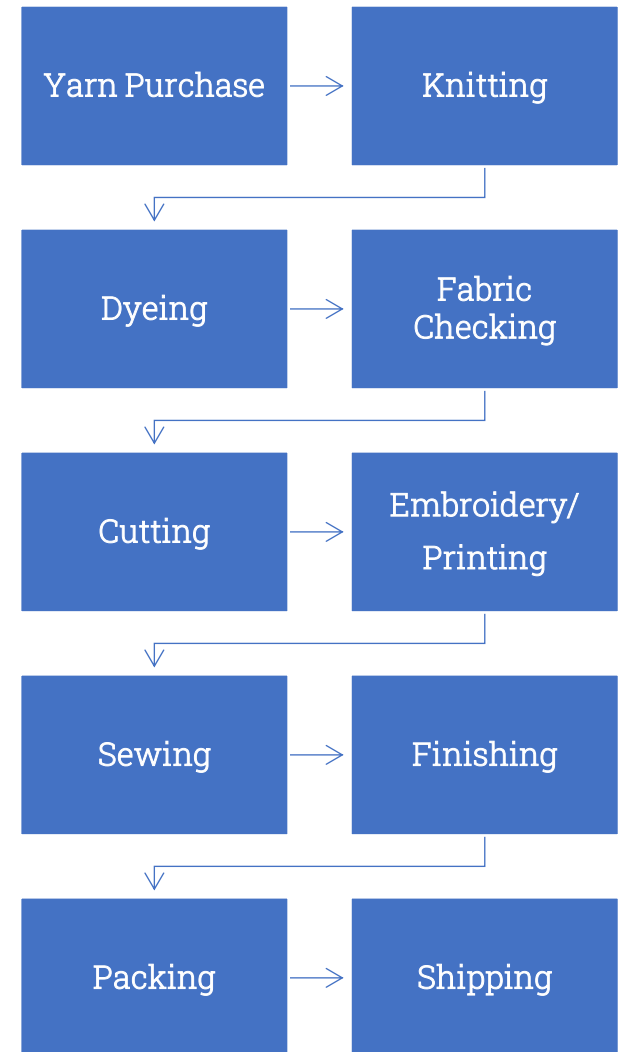 Yarn Purchase
Knitting
Dyeing
Fabric
Checking
Cutting
Embroidery/
Printing
Sewing
Finishing
Packing
Shipping